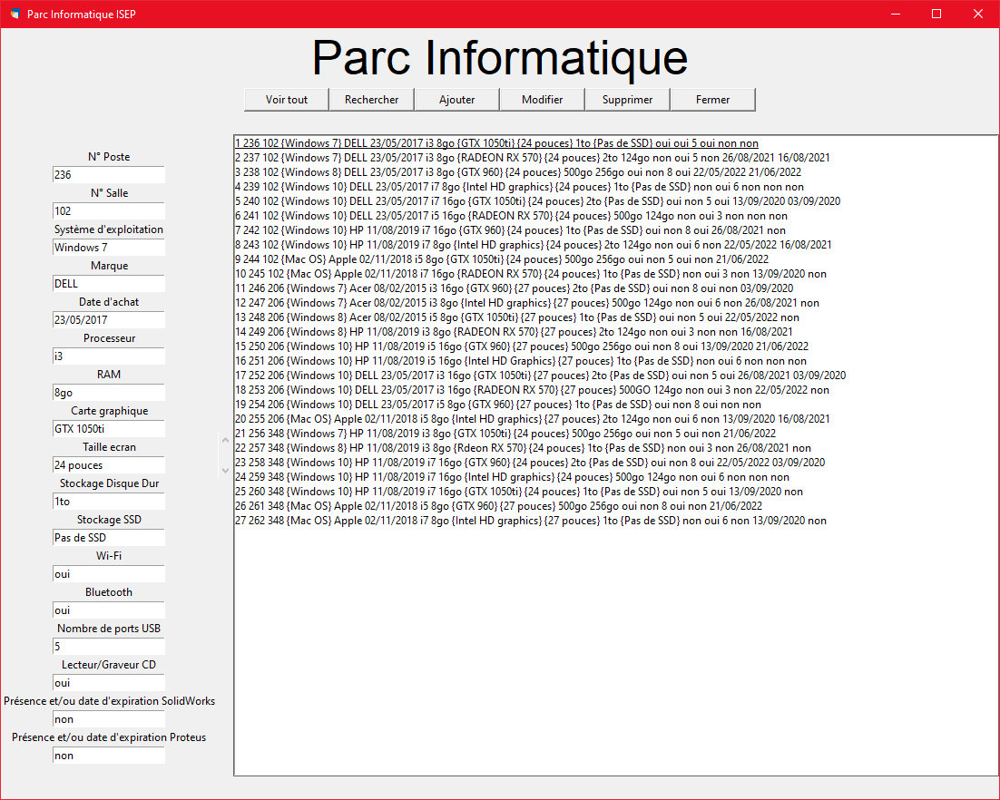 Parc Informatique ISEP
Parc Informatique
Voir tout Rechercher Ajouter Modifier Supprimer Fermer
N° Poste
236
N° Salle
102
Système d'exploitation
Windows 7
Marque
DELL
Date d'achat
23/05/2017
Processeur
i3
RAM
8go
Carte graphique
GTX 1050ti
Taille ecran
24 pouces
Stockage Disque Dur
1to
Stockage SSD
Pas de SSD
Wi-Fi
oui
Bluetooth
oui
Nombre de ports USB
5
Lecteur/Graveur CD
oui
Présence et/ou date d'expiration SolidWorks
non
Présence et/ou date d'expiration Proteus
non
1 236 102 {Windows 7} DELL 23/05/2017 i3 8go {GTX 1050ti} {24 pouces} 1to {Pas de SSD} oui oui 5 oui non non
2 237 102 {Windows 7} DELL 23/05/2017 i3 8go {RADEON RX 570} {24 pouces} 2to 124go non oui 5 non 26/08/2021 16/08/2021
3 238 102 {Windows 8} DELL 23/05/2017 i3 8go {GTX 960} {24 pouces} 500go 256go oui non 8 oui 22/05/2022 21/06/2022
4 239 102 {Windows 10} DELL 23/05/2017 i7 8go {Intel HD graphics} {24 pouces} 1to {Pas de SSD} non oui 6 non non non
5 240 102 {Windows 10} DELL 23/05/2017 i7 16go {GTX 1050ti} {24 pouces} 2to {Pas de SSD} oui non 5 oui 13/09/2020 03/09/2020
6 241 102 {Windows 10} DELL 23/05/2017 i5 16go {RADEON RX 570} {24 pouces} 500go 124go non oui 3 non non non
7 242 102 {Windows 10} HP 11/08/2019 i7 16go {GTX 960} {24 pouces} 1to {Pas de SSD} oui non 8 oui 26/08/2021 non
8 243 102 {Windows 10} HP 11/08/2019 i7 8go {Intel HD graphics} {24 pouces} 2to 124go non oui 6 non 22/05/2022 16/08/2021
9 244 102 {Mac OS} Apple 02/11/2018 i5 8go {GTX 1050ti} {24 pouces} 500go 256go oui non 5 oui non 21/06/2022
10 245 102 {Mac OS} Apple 02/11/2018 i7 16go {RADEON RX 570} {24 pouces} 1to {Pas de SSD} non oui 3 non 13/09/2020 non
11 246 206 {Windows 7} Acer 08/02/2015 i3 16go {GTX 960} {27 pouces} 2to {Pas de SSD} oui non 8 oui non 03/09/2020
12 247 206 {Windows 7} Acer 08/02/2015 i3 8go {Intel HD graphics} {27 pouces} 500go 124go non oui 6 non 26/08/2021 non
13 248 206 {Windows 8} Acer 08/02/2015 i5 8go {GTX 1050ti} {27 pouces} 1to {Pas de SSD} oui non 5 oui 22/05/2022 non
14 249 206 {Windows 8} HP 11/08/2019 i3 8go {RADEON RX 570} {27 pouces} 2to 124go non oui 3 non non 16/08/2021
15 250 206 {Windows 10} HP 11/08/2019 i5 16go {GTX 960} {27 pouces} 500go 256go oui non 8 oui 13/09/2020 21/06/2022
16 251 206 {Windows 10} HP 11/08/2019 i5 16go {Intel HD Graphics} {27 pouces} 1to {Pas de SSD} non oui 6 non non non
17 252 206 {Windows 10} DELL 23/05/2017 i3 16go {GTX 1050ti} {27 pouces} 2to {Pas de SSD} oui non 5 oui 26/08/2021 03/09/2020
18 253 206 {Windows 10} DELL 23/05/2017 i3 16go {RADEON RX 570} {27 pouces} 500GO 124go non oui 3 non 22/05/2022 non
19 254 206 {Windows 10} DELL 23/05/2017 i5 8go {GTX 960} {27 pouces} 1to {Pas de SSD} oui non 8 oui non non
20 255 206 {Mac OS} Apple 02/11/2018 i5 8go {Intel HD graphics} {27 pouces} 2to 124go non oui 6 non 13/09/2020 16/08/2021
21 256 348 {Windows 7} HP 11/08/2019 i3 8go {GTX 1050ti} {24 pouces} 500go 256go oui non 5 oui non 21/06/2022
22 257 348 {Windows 8} HP 11/08/2019 i3 8go {Rdeon RX 570} {24 pouces} 1to {Pas de SSD} non oui 3 non 26/08/2021 non
23 258 348 {Windows 10} HP 11/08/2019 i7 16go {GTX 960} {24 pouces} 2to {Pas de SSD} oui non 8 oui 22/05/2022 03/09/2020
24 259 348 {Windows 10} HP 11/08/2019 i7 16go {Intel HD graphics} {24 pouces} 500go 124go non oui 6 non non non
25 260 348 {Windows 10} HP 11/08/2019 i7 16go {GTX 1050ti} {24 pouces} 1to {Pas de SSD} oui non 5 oui 13/09/2020 non
26 261 348 {Mac OS} Apple 02/11/2018 i5 8go {GTX 960} {27 pouces} 500go 256go oui non 8 oui non 21/06/2022
27 262 348 {Mac OS} Apple 02/11/2018 i7 8go {Intel HD graphics} {27 pouces} 1to {Pas de SSD} non oui 6 non 13/09/2020 non